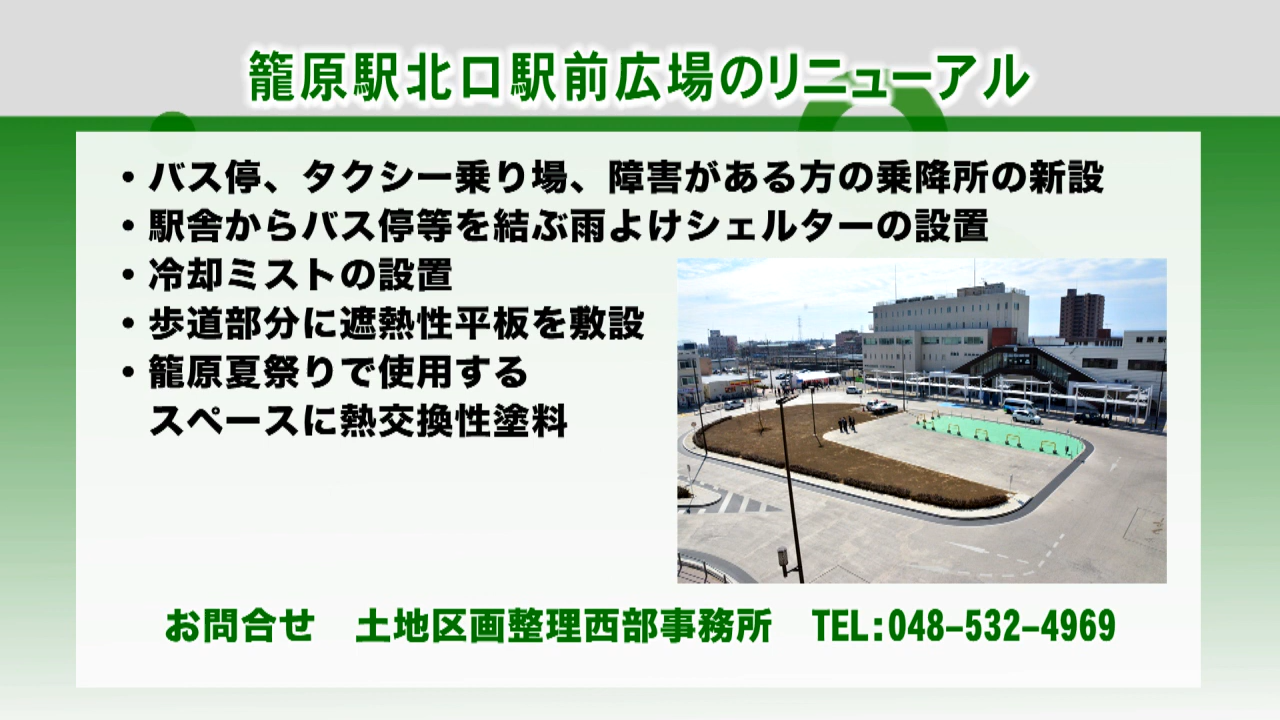 籠原駅北口駅前広場のリニューアル
・バス停、タクシー乗り場、障害がある方の乗降所の新設
・駅舎からバス停等を結ぶ雨よけシェルターの設置
・冷却ミストの設置
・歩道部分に遮熱性平板を敷設
・籠原夏祭りで使用する
スペースに熱交換性塗料
お問合せ　土地区画整理西部事務所　TEL:048-532-4969